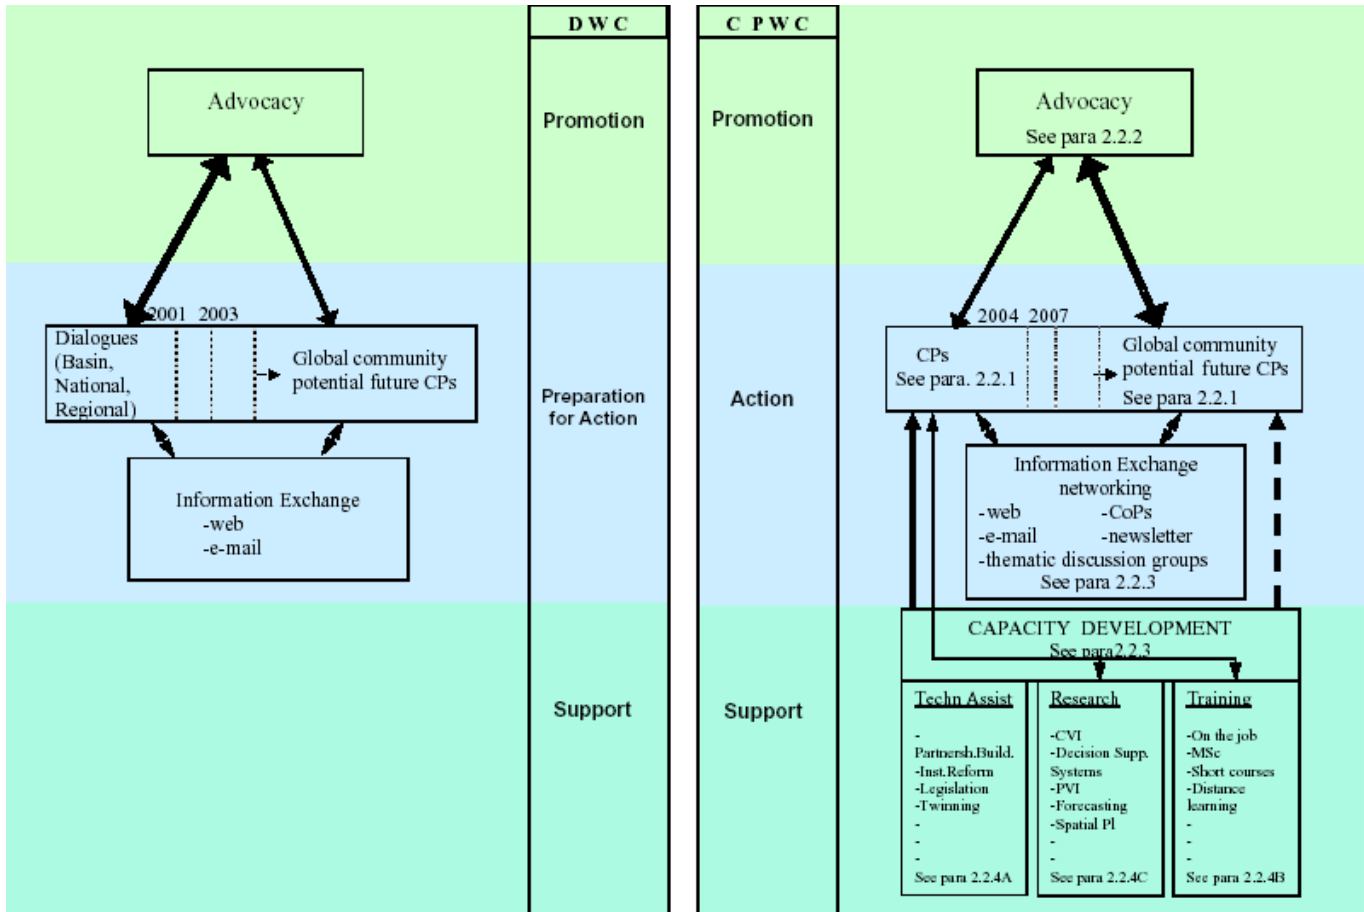 D W C
Advocacy
Promotion
2001 2003
Dialogues
(Basin,
National,
Regional)
Global community
potential future CPs
Preparation
for Action
Information Exchange
-web
-e-mail
Support
C P W C
Promotion
Advocacy
See para 2.2.2
Action
2004 2007
CPs
See para. 2.2.1
Global community
potential future CPs
See para 2.2.1
Information Exchange
networking
-web -CoPs
-e-mail -newsletter
-thematic discussion groups
See para 2.2.3
Support
CAPACITY DEVELOPMENT
See para2.2.3
Techn Assist
-
Partnersh.Build.
-Inst.Reform
-Legislation
-Twinning
-
-
-
See para 2.2.4A
Research
-CVI
-Decision Supp.
Systems
-PVI
-Forecasting
-Spatial Pl
-
-
See para 2.2.4C
Training
-On the job
-MSc
-Short courses
-Distance
learning
-
-
-
See para 2.2.4B